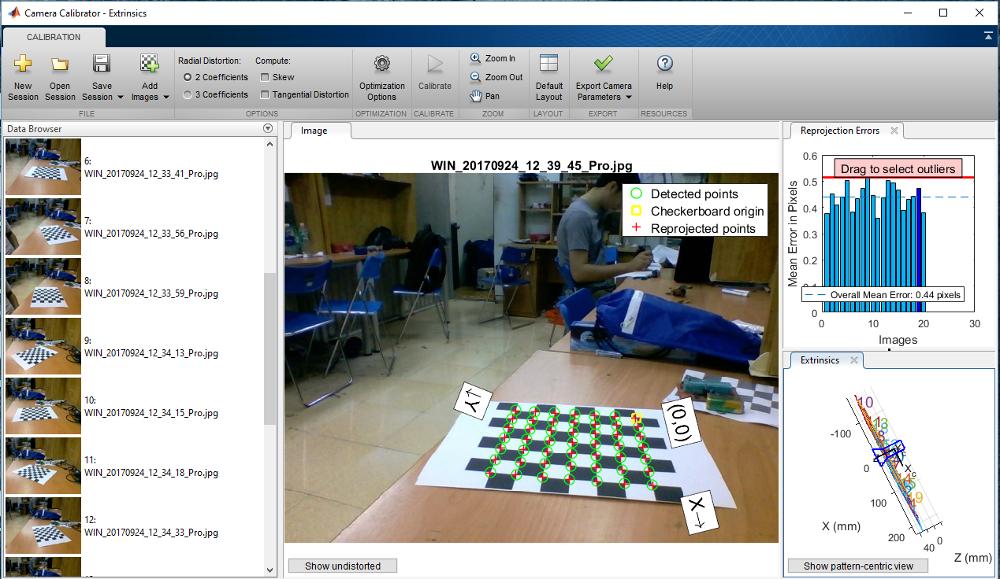 Camera Calibrator - Extrinsics
CALIBRATION
New Session
Open Session
Save Session
Add Images
FILE
Radial Distortion:
2 Coefficients
3 Coefficients
Compute:
Skew
Tangential Distortion
OPTIONS
Optimization Options
OPTIMIZATION
Calibrate
CALIBRATE
Zoom In
Zoom Out
Pan
ZOOM
Default Layout
LAYOUT
Export Camera Parameters
EXPORT
Help
RESOURCES
Data Browser
6:
WIN_20170924_12_33_41_Pro.jpg
7:
WIN_20170924_12_33_56_Pro.jpg
8:
WIN_20170924_12_33_59_Pro.jpg
9:
WIN_20170924_12_34_13_Pro.jpg
10:
WIN_20170924_12_34_15_Pro.jpg
11:
WIN_20170924_12_34_18_Pro.jpg
12:
WIN_20170924_12_34_33_Pro.jpg
Image
WIN_20170924_12_39_45_Pro.jpg
Detected points
Checkerboard origin
Reprojected points
Y→
(0,0)
X→
Show undistorted
Reprojection Errors
Drag to select outliers
Mean Error in Pixels
0.6
0.5
0.4
0.3
0.2
0
Overall Mean Error: 0.44 pixels
0 10 20 30
Images
Extrinsics
10
-100
0
100
200
X (mm)
40
0
Z (mm)
Xc
19
Show pattern-centric view